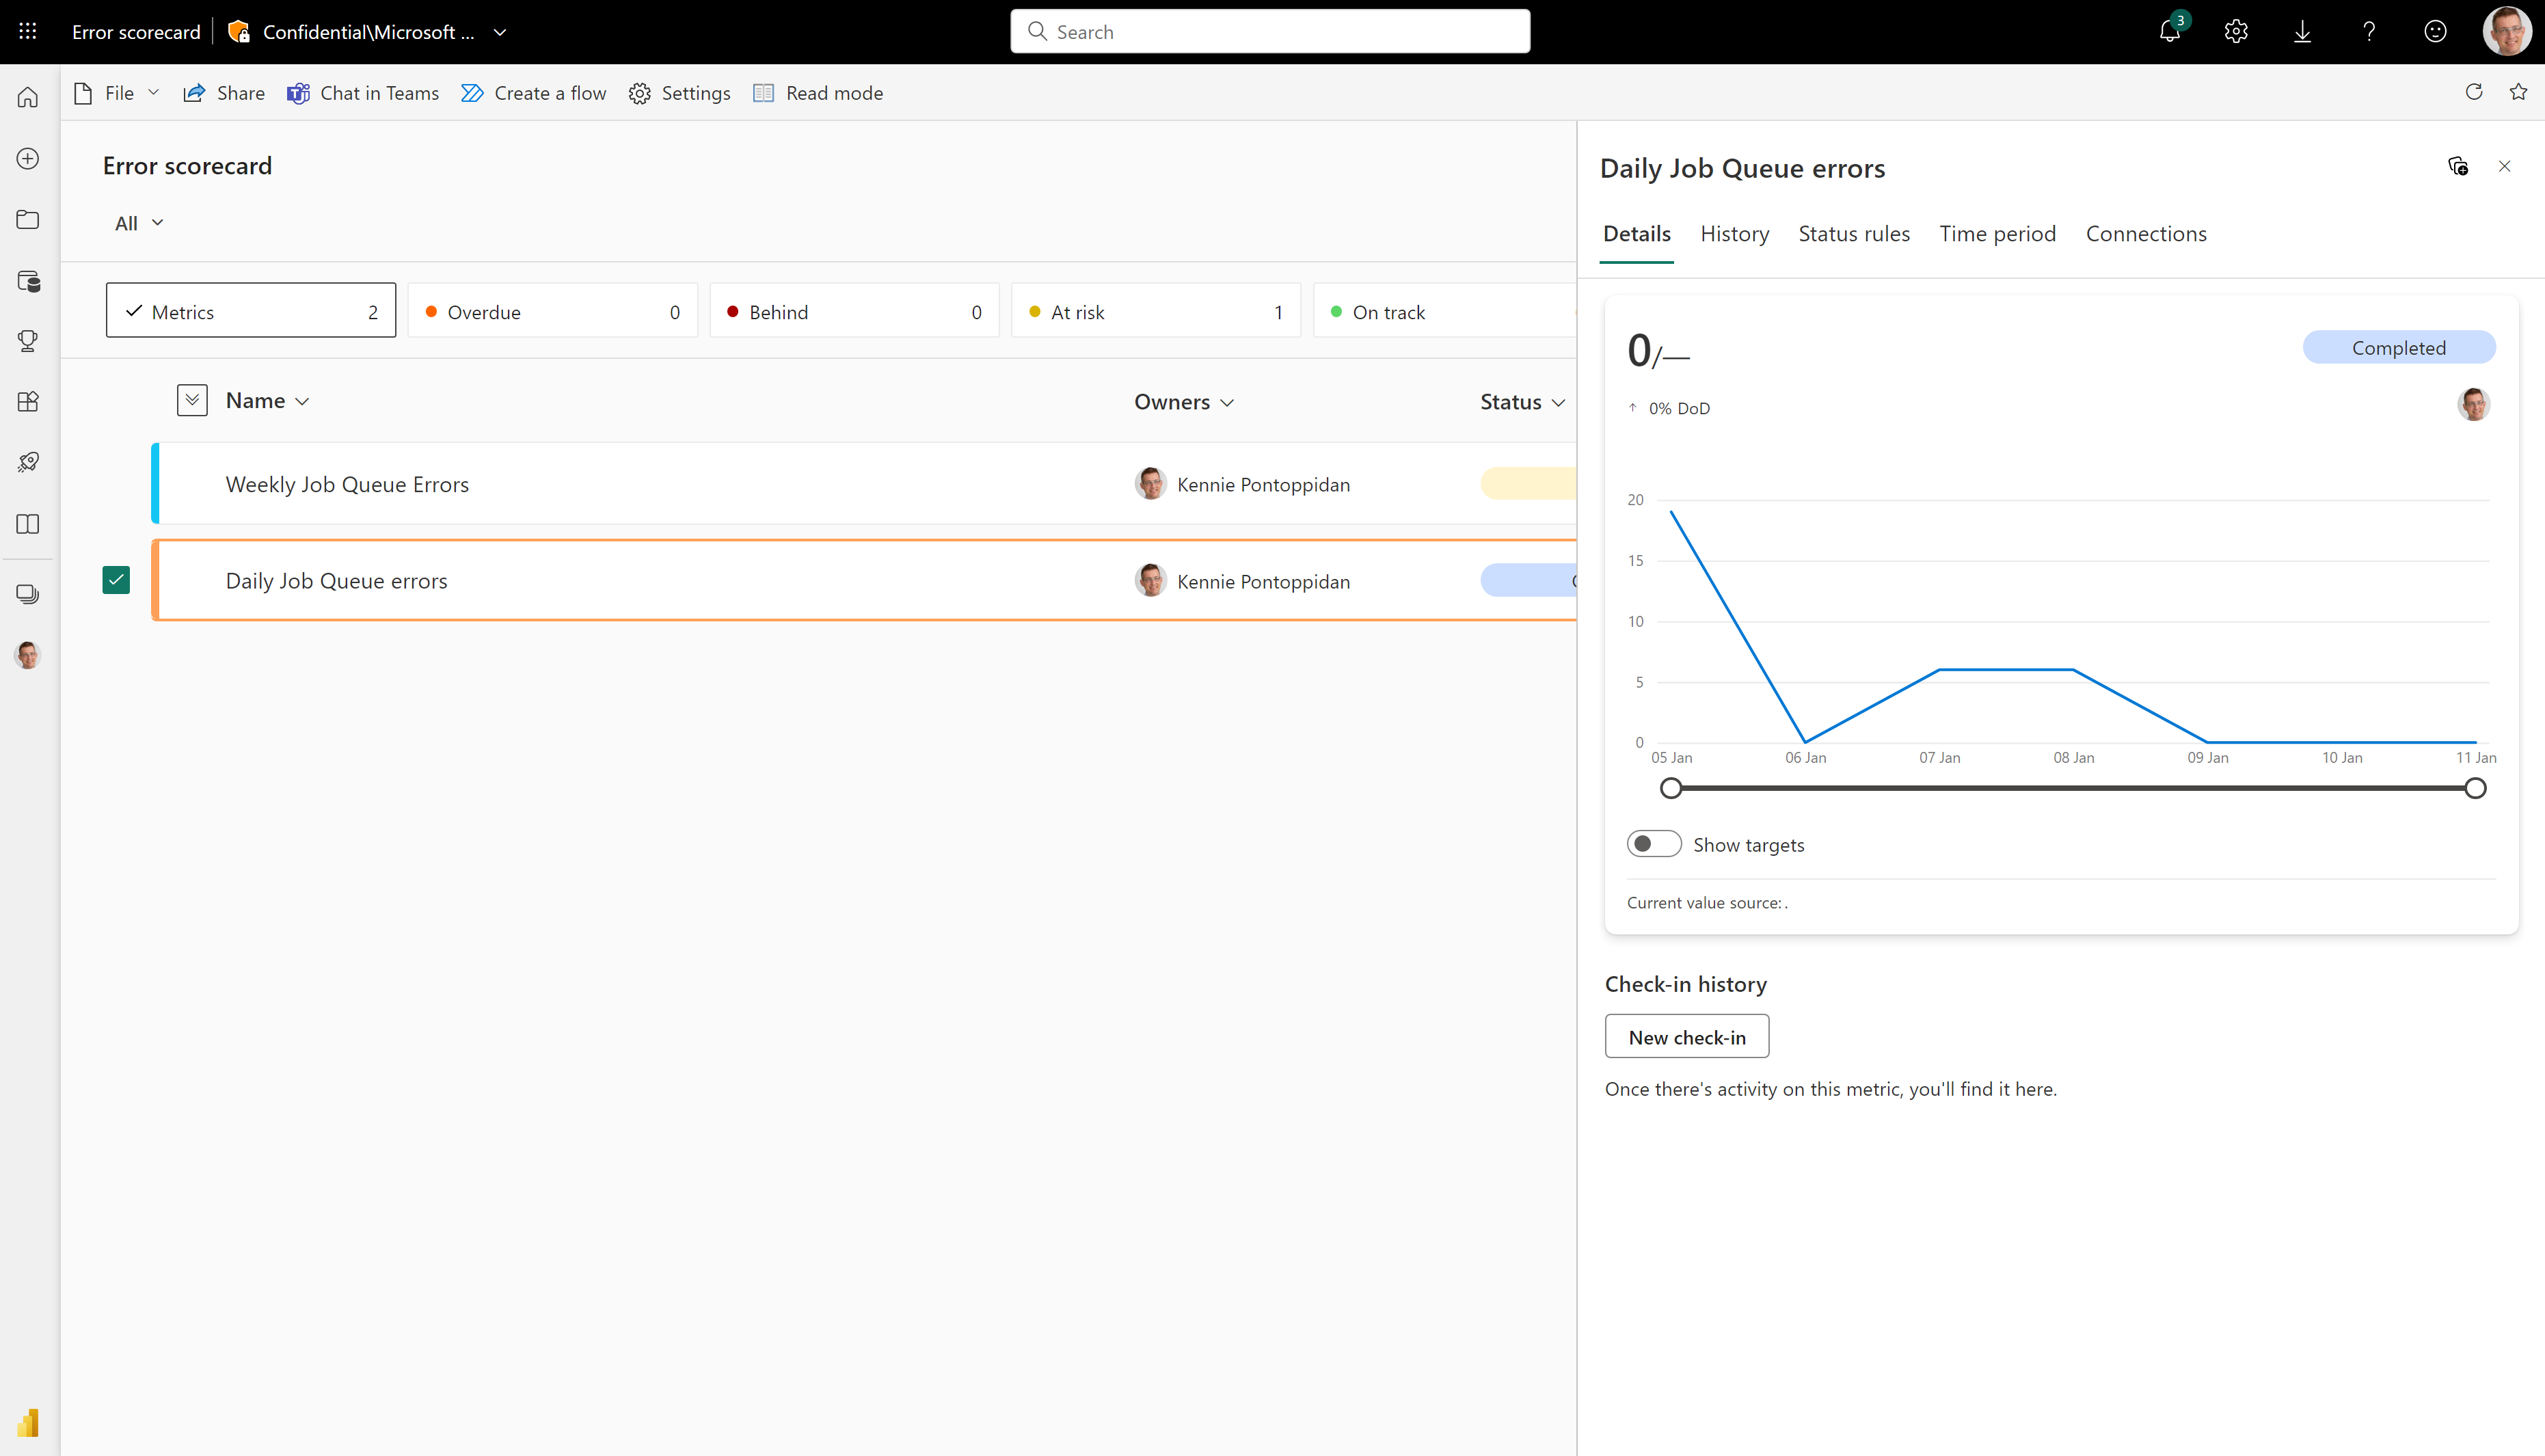 Error scorecard
Confidential\Microsoft ...
Search
3
File
Share
Chat in Teams
Create a flow
Settings
Read mode
Error scorecard
All
Metrics 2
Overdue 0
Behind 0
At risk 1
On track
Name
Owners
Status
Weekly Job Queue Errors
Kennie Pontoppidan
Daily Job Queue errors
Kennie Pontoppidan
Daily Job Queue errors
Details
History
Status rules
Time period
Connections
0/—
Completed
↑ 0% DoD
20
15
10
5
0
05 Jan
06 Jan
07 Jan
08 Jan
09 Jan
10 Jan
11 Jan
Show targets
Current value source: .
Check-in history
New check-in
Once there's activity on this metric, you'll find it here.